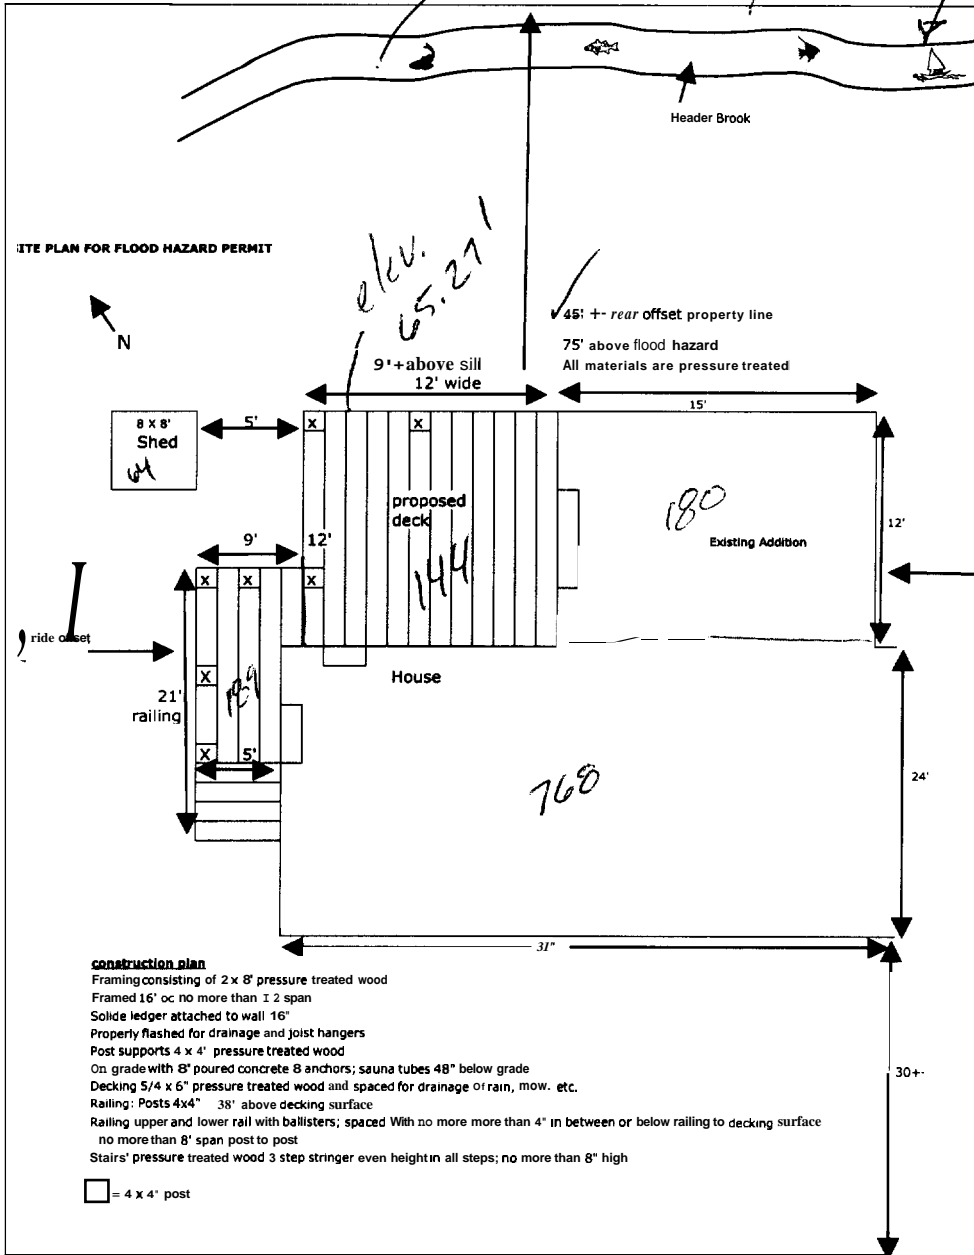 Header Brook
SITE PLAN FOR FLOOD HAZARD PERMIT
elev.
65.27'
N
45' +- rear offset property line
75' above flood hazard
All materials are pressure treated
9'+above sill
12' wide
15'
8 X 8'
Shed
64
5'
X X
proposed
deck
144
180
Existing Addition
12'
9'
12'
X X X
ride offset
X
189
21'
railing
House
X
5'
768
24'
31"
construction plan
Framing consisting of 2 x 8' pressure treated wood
Framed 16' oc no more than I 2 span
Solide ledger attached to wall 16"
Properly flashed for drainage and joist hangers
Post supports 4 x 4' pressure treated wood
On grade with 8' poured concrete 8 anchors; sauna tubes 48" below grade
Decking 5/4 x 6" pressure treated wood and spaced for drainage of rain, mow. etc.
Railing: Posts 4x4" 38' above decking surface
Railing upper and lower rail with ballisters; spaced With no more more than 4" in between or below railing to decking surface
no more than 8' span post to post
Stairs' pressure treated wood 3 step stringer even height in all steps; no more than 8" high
30+-
= 4 x 4" post